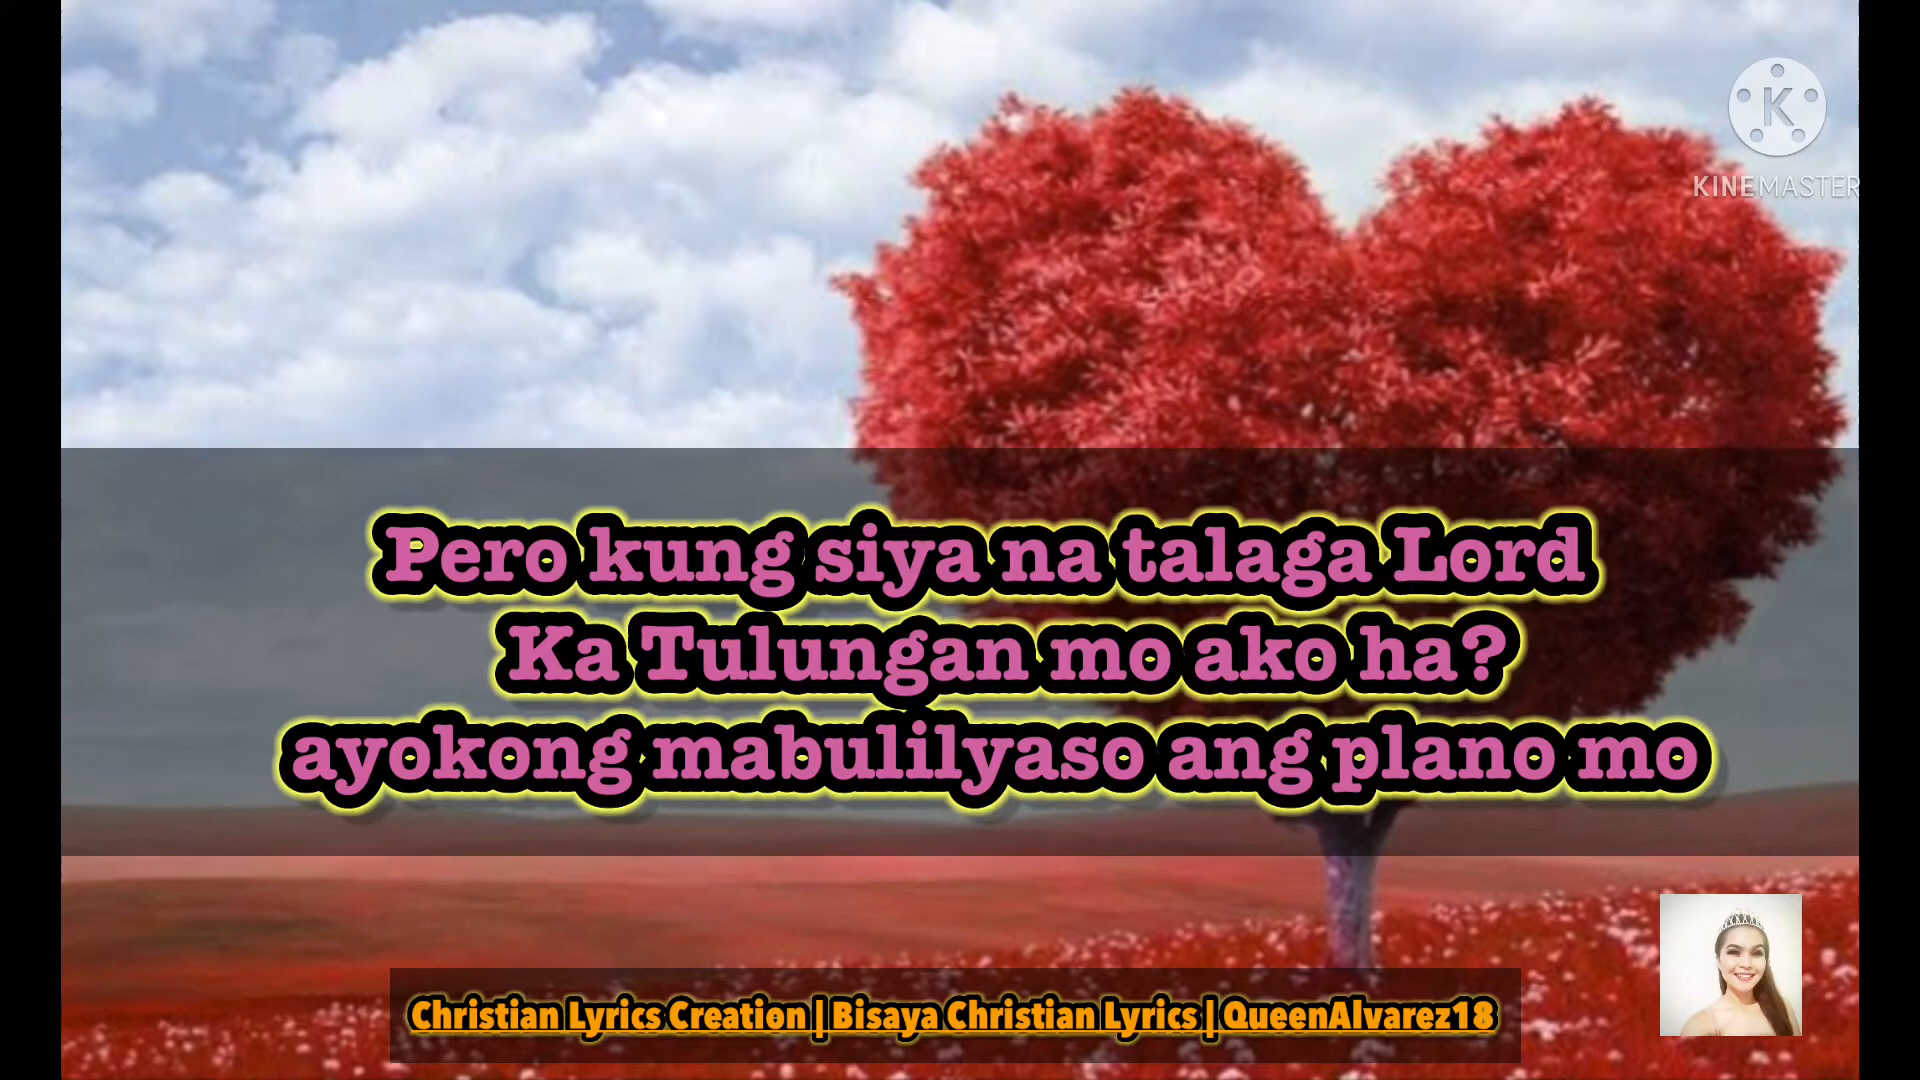 K
KINEMASTER
Pero kung siya na talaga Lord
Ka Tulungan mo ako ha?
ayokong mabulilyaso ang plano mo
Christian Lyrics Creation | Bisaya Christian Lyrics | QueenAlvarez18